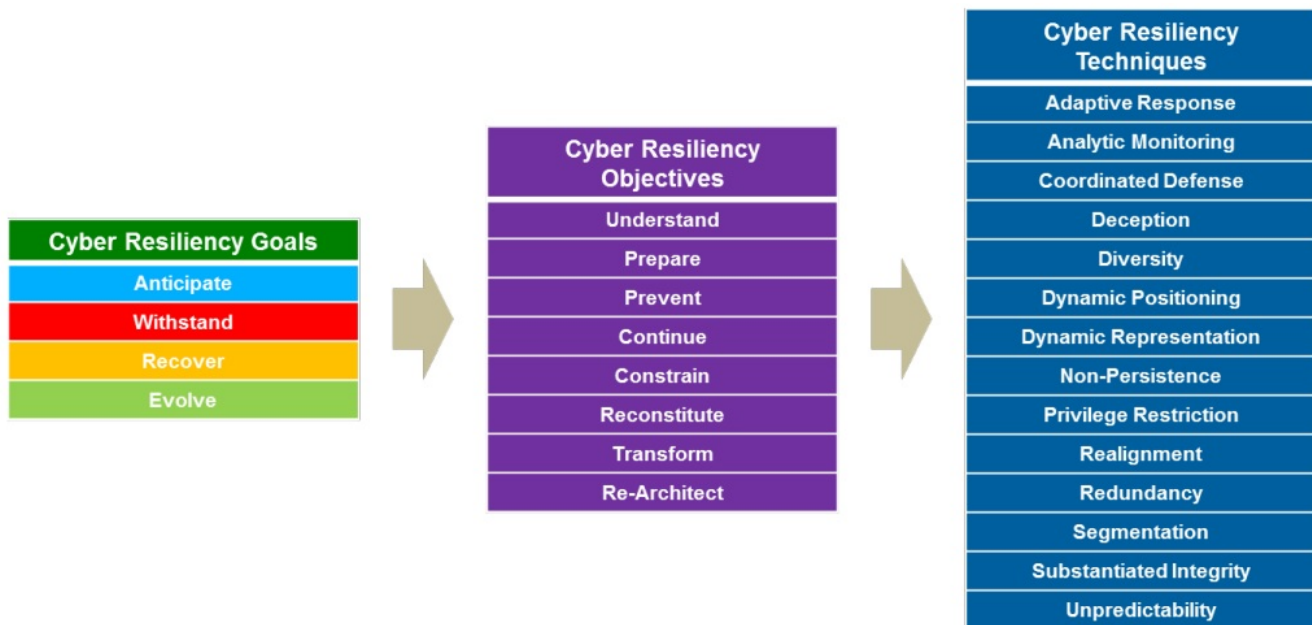 Cyber Resiliency Goals
Anticipate
Withstand
Recover
Evolve
Cyber Resiliency
Objectives
Understand
Prepare
Prevent
Continue
Constrain
Reconstitute
Transform
Re-Architect
Cyber Resiliency
Techniques
Adaptive Response
Analytic Monitoring
Coordinated Defense
Deception
Diversity
Dynamic Positioning
Dynamic Representation
Non-Persistence
Privilege Restriction
Realignment
Redundancy
Segmentation
Substantiated Integrity
Unpredictability